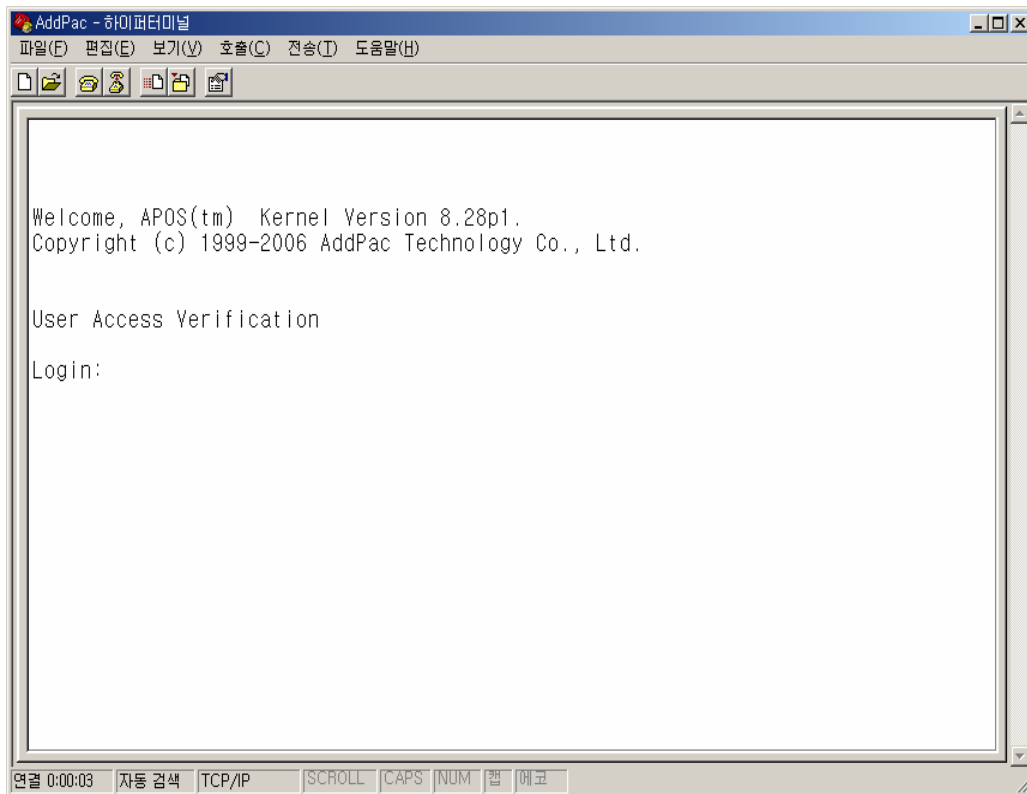 AddPac - 하이퍼터미널
파일(F) 편집(E) 보기(V) 호출(C) 전송(T) 도움말(H)
Welcome, APOS(tm)  Kernel Version 8.28p1.
Copyright (c) 1999-2006 AddPac Technology Co., Ltd.
User Access Verification
Login:
연결 0:00:03 자동 검색 TCP/IP SCROLL CAPS NUM 캡 에코